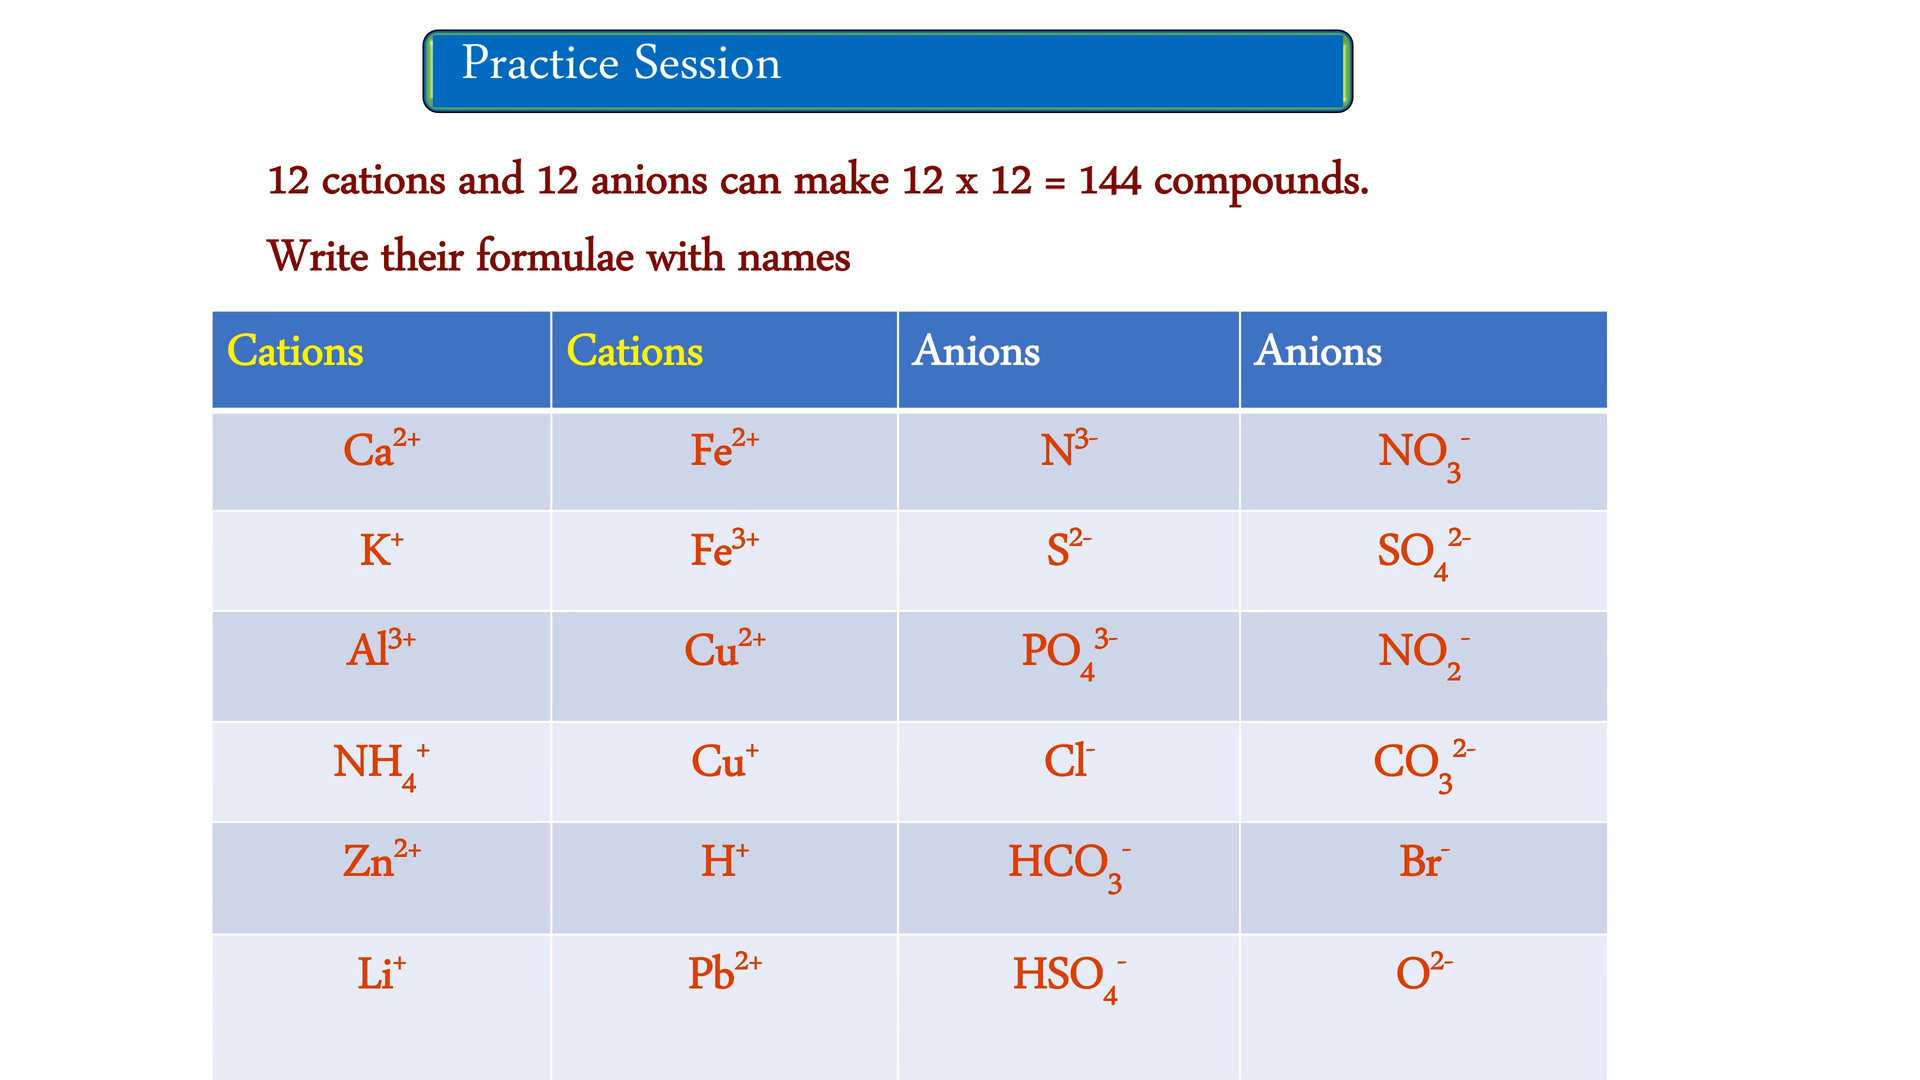 Practice Session
12 cations and 12 anions can make 12 x 12 = 144 compounds.
Write their formulae with names
Cations Cations Anions Anions
Ca²⁺ Fe²⁺ N³⁻ NO₃⁻
K⁺ Fe³⁺ S²⁻ SO₄²⁻
Al³⁺ Cu²⁺ PO₄³⁻ NO₂⁻
NH₄⁺ Cu⁺ Cl⁻ CO₃²⁻
Zn²⁺ H⁺ HCO₃⁻ Br⁻
Li⁺ Pb²⁺ HSO₄⁻ O²⁻